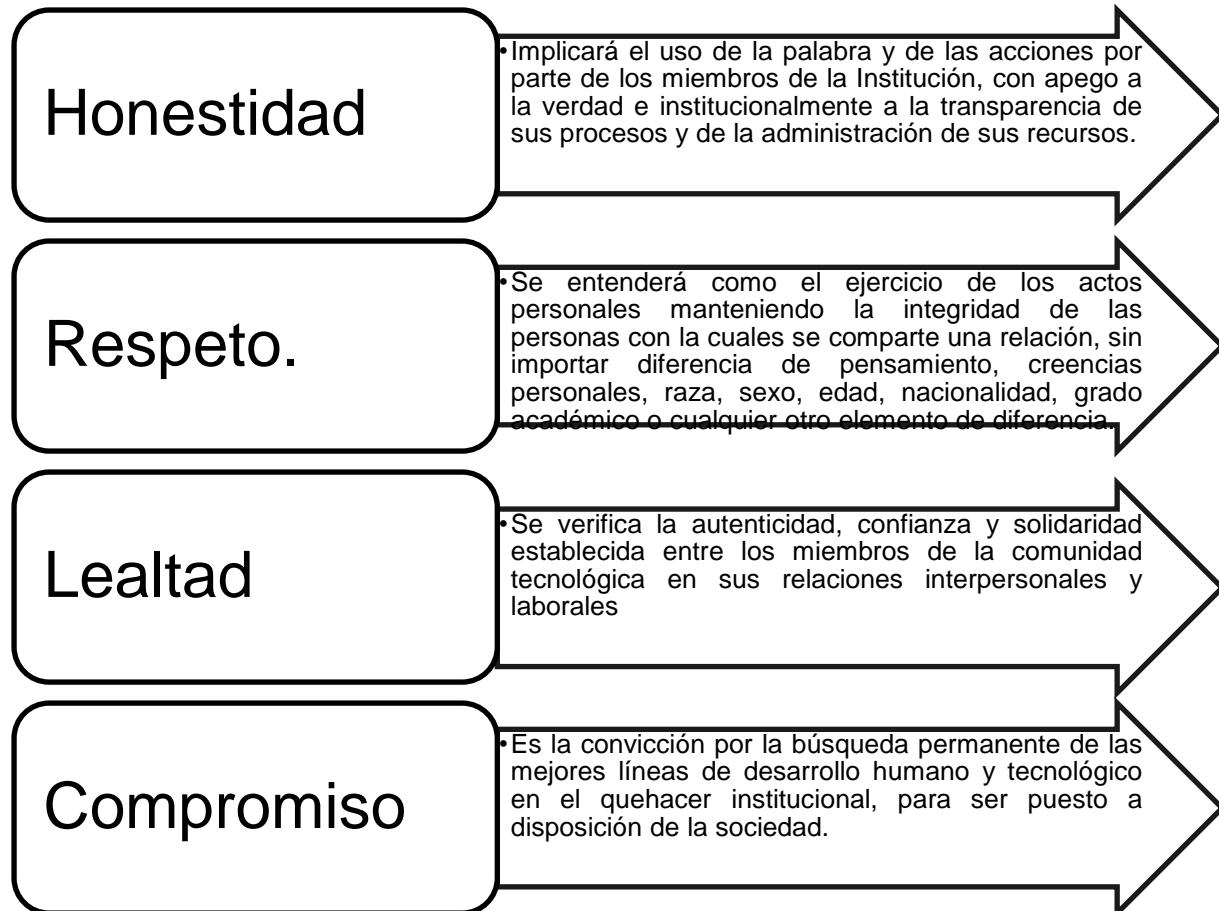 Honestidad
•Implicará el uso de la palabra y de las acciones por
parte de los miembros de la Institución, con apego a
la verdad e institucionalmente a la transparencia de
sus procesos y de la administración de sus recursos.
Respeto.
•Se entenderá como el ejercicio de los actos
personales manteniendo la integridad de las
personas con la cuales se comparte una relación, sin
importar diferencia de pensamiento, creencias
personales, raza, sexo, edad, nacionalidad, grado
académico o cualquier otro elemento de diferencia.
Lealtad
•Se verifica la autenticidad, confianza y solidaridad
establecida entre los miembros de la comunidad
tecnológica en sus relaciones interpersonales y
laborales
Compromiso
•Es la convicción por la búsqueda permanente de las
mejores líneas de desarrollo humano y tecnológico
en el quehacer institucional, para ser puesto a
disposición de la sociedad.